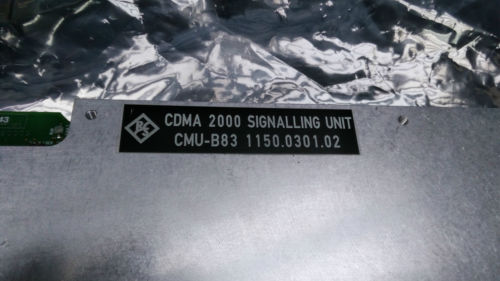 CDMA 2000 SIGNALLING UNIT
CMU-B83 1150.0301.02